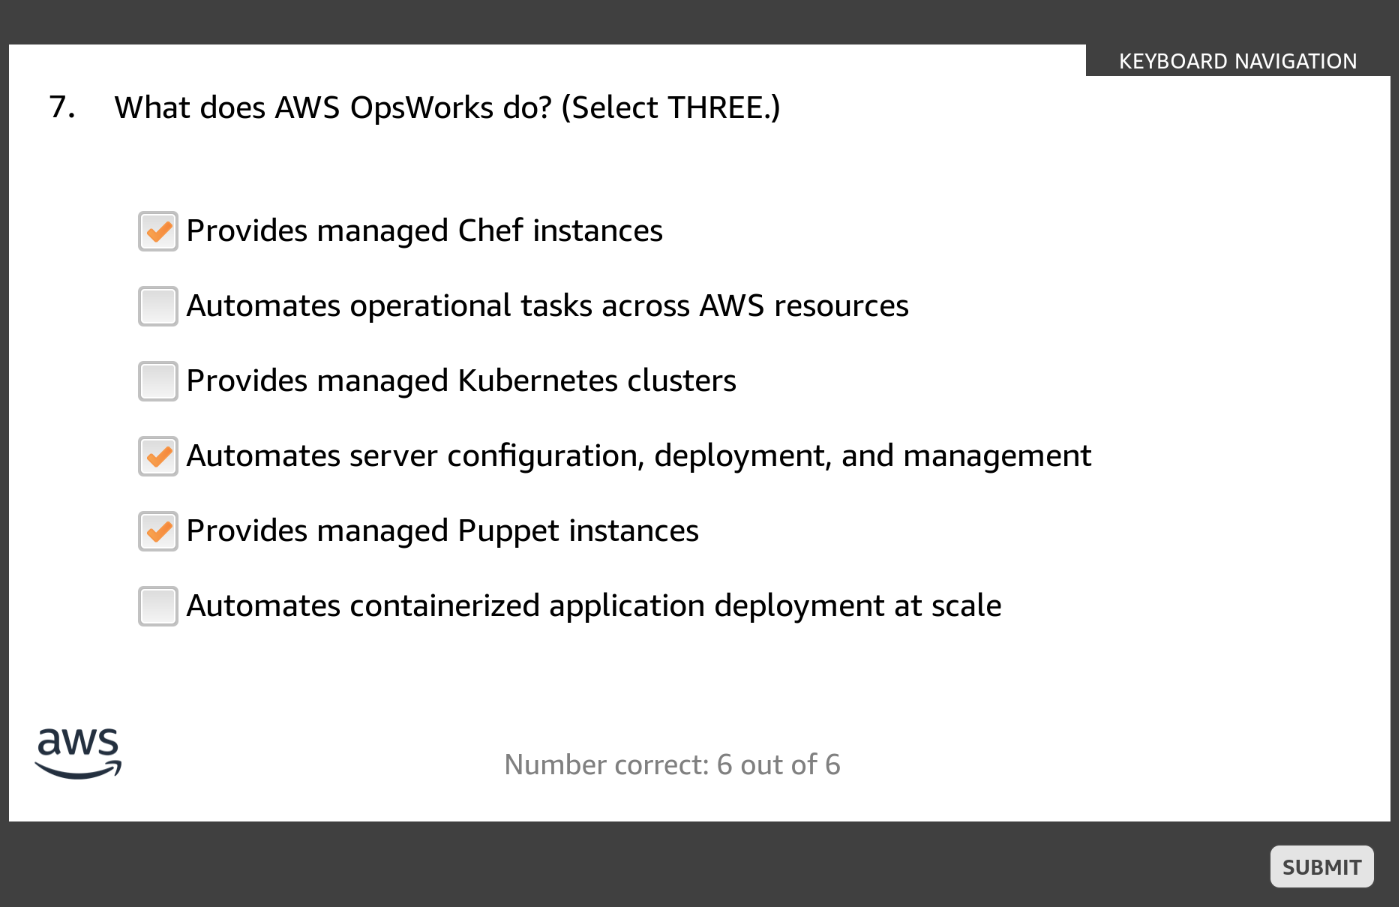 KEYBOARD NAVIGATION
7. What does AWS OpsWorks do? (Select THREE.)
Provides managed Chef instances
Automates operational tasks across AWS resources
Provides managed Kubernetes clusters
Automates server configuration, deployment, and management
Provides managed Puppet instances
Automates containerized application deployment at scale
aws
Number correct: 6 out of 6
SUBMIT